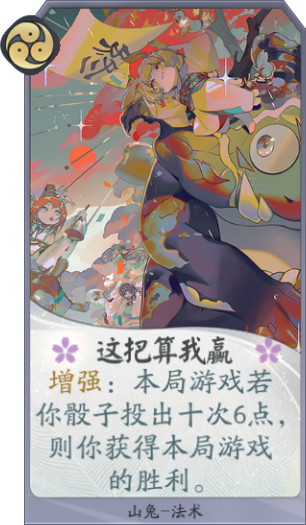 这把算我赢
增强：本局游戏若
你骰子投出十次6点，
则你获得本局游戏
的胜利。
山兔-法术